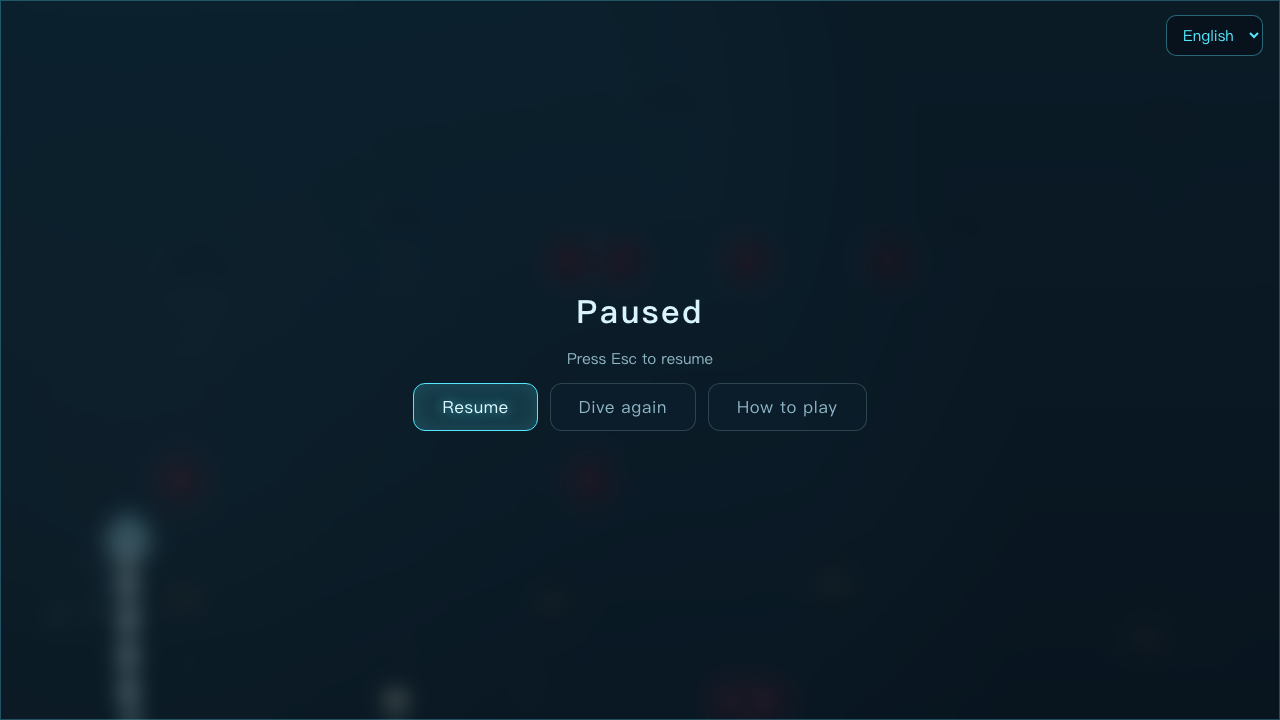 English
Paused
Press Esc to resume
Resume
Dive again
How to play